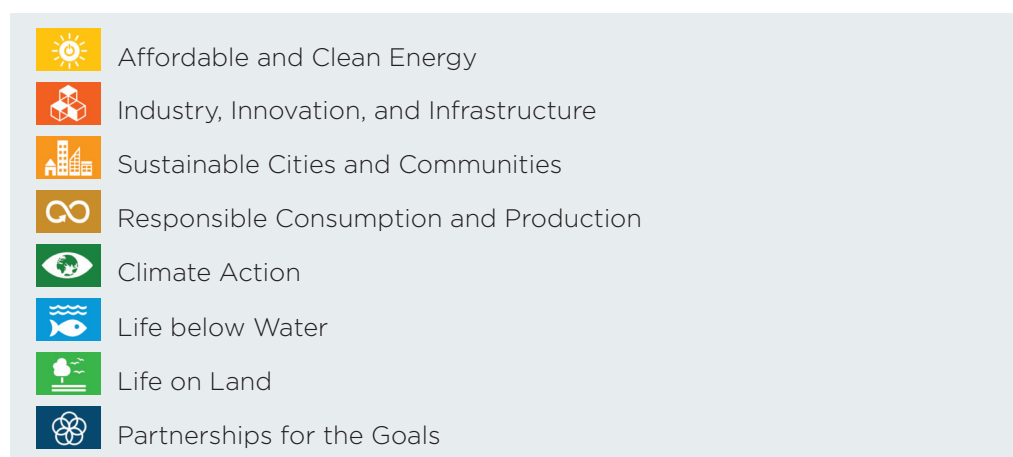 Affordable and Clean Energy
Industry, Innovation, and Infrastructure
Sustainable Cities and Communities
Responsible Consumption and Production
Climate Action
Life below Water
Life on Land
Partnerships for the Goals